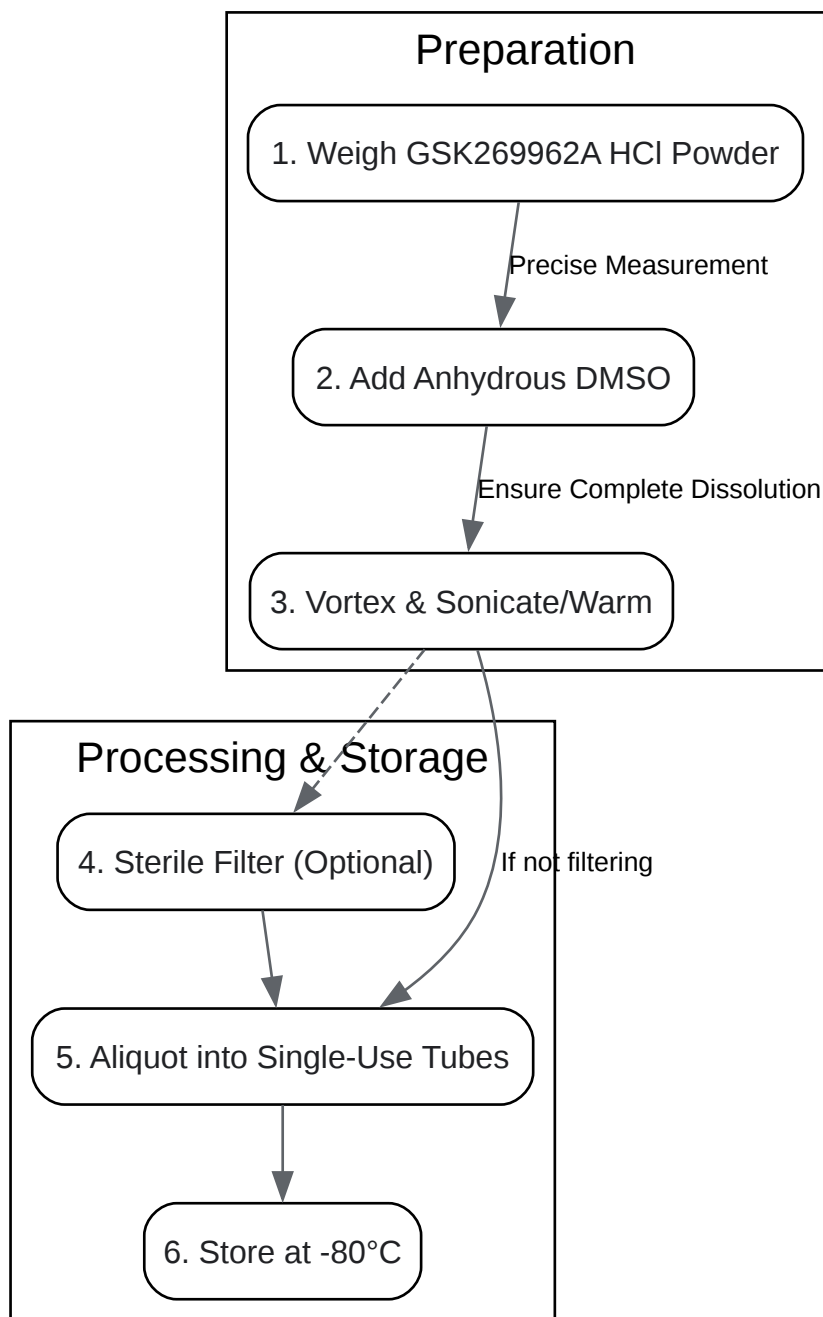 Preparation
1. Weigh GSK269962A HCl Powder
Precise Measurement
2. Add Anhydrous DMSO
Ensure Complete Dissolution
3. Vortex & Sonicate/Warm
Processing & Storage
4. Sterile Filter (Optional)
If not filtering
5. Aliquot into Single-Use Tubes
6. Store at -80°C